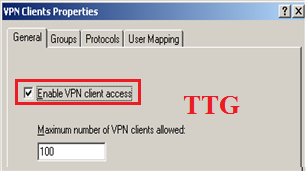 VPN Clients Properties
General Groups Protocols User Mapping
Enable VPN client access
TTG
Maximum number of VPN clients allowed:
100